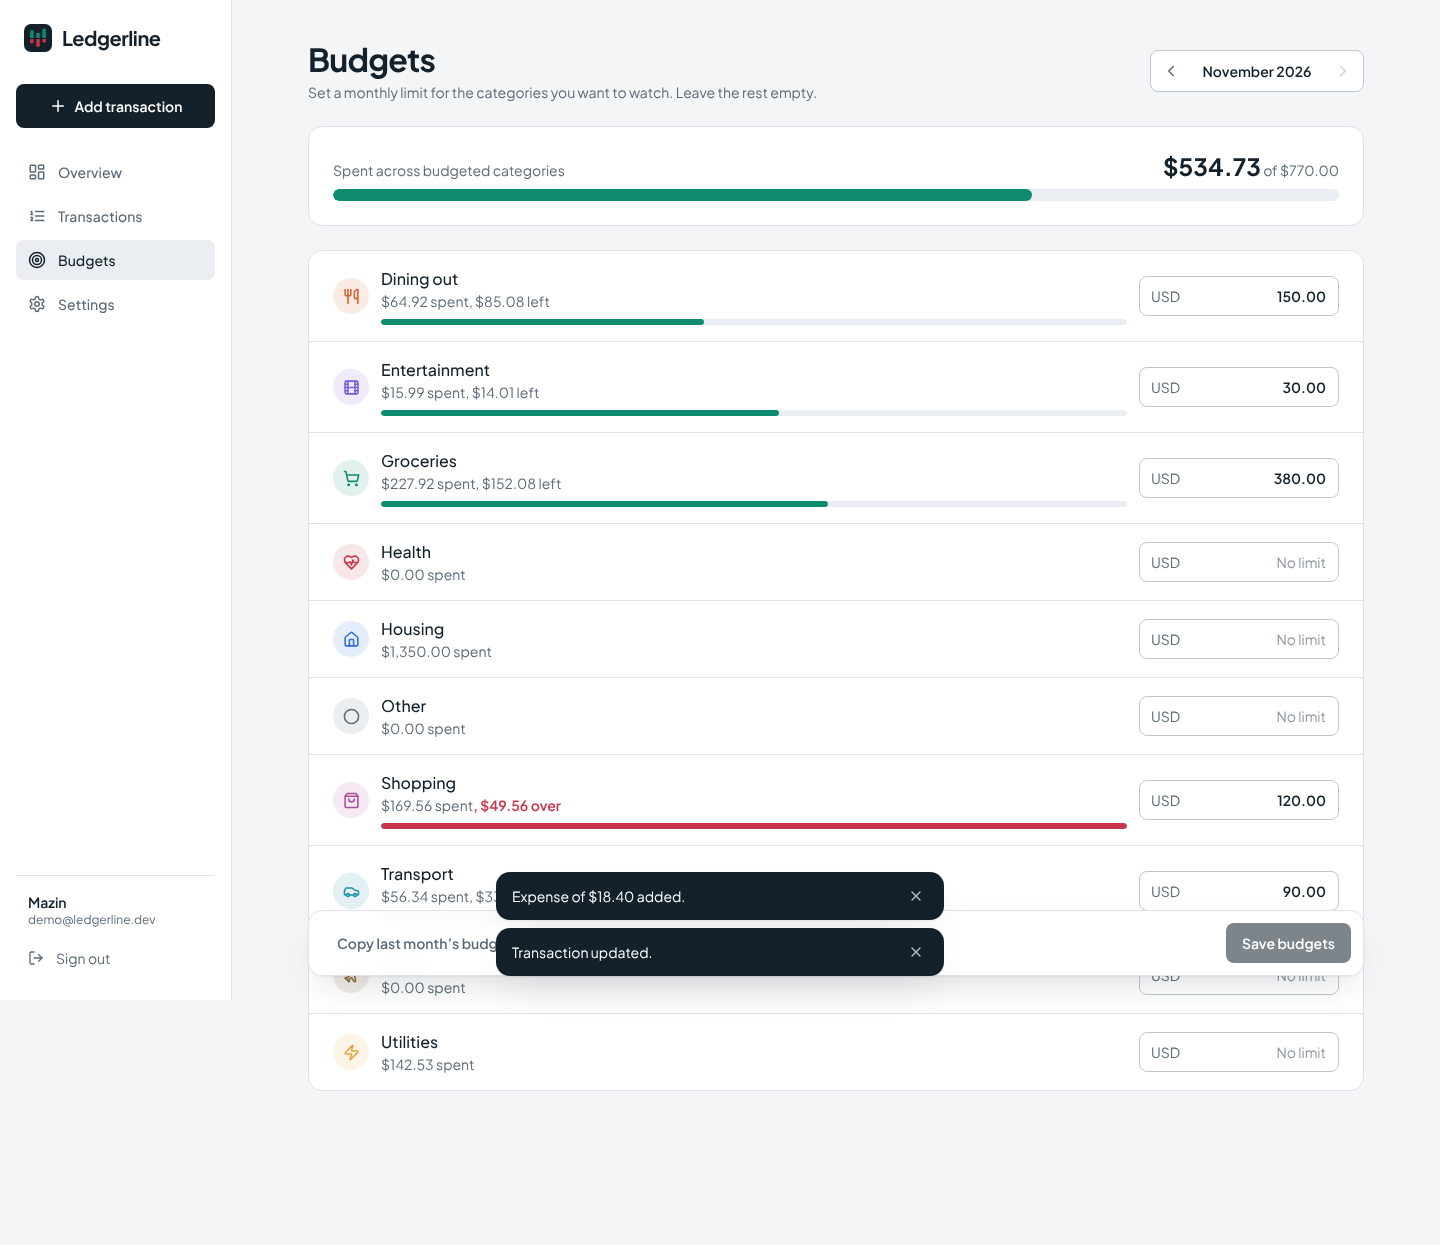 Ledgerline
Add transaction
Overview
Transactions
Budgets
Settings
Mazin
demo@ledgerline.dev
Sign out
Budgets
Set a monthly limit for the categories you want to watch. Leave the rest empty.
November 2026
Spent across budgeted categories
$534.73 of $770.00
Dining out
$64.92 spent, $85.08 left
USD 150.00
Entertainment
$15.99 spent, $14.01 left
USD 30.00
Groceries
$227.92 spent, $152.08 left
USD 380.00
Health
$0.00 spent
USD No limit
Housing
$1,350.00 spent
USD No limit
Other
$0.00 spent
USD No limit
Shopping
$169.56 spent, $49.56 over
USD 120.00
Transport
$56.34 spent,
USD 90.00
Expense of $18.40 added.
Copy last month's
Transaction updated.
Save budgets
$0.00 spent
USD No limit
Utilities
$142.53 spent
USD No limit